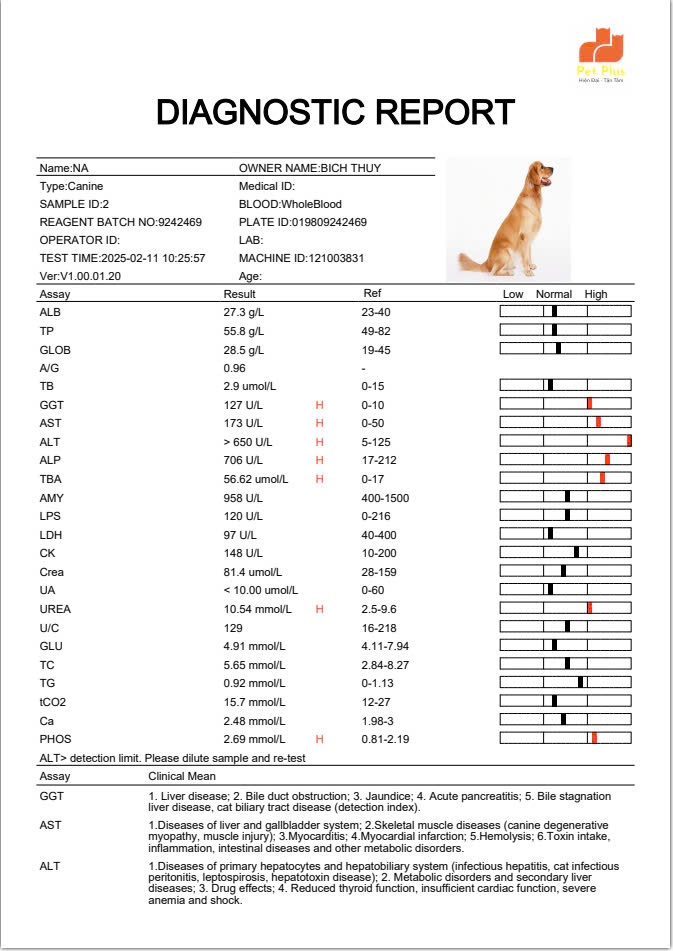 Pet Plus
Hiện Đại - Tận Tâm
DIAGNOSTIC REPORT
Name:NA OWNER NAME:BICH THUY
Type:Canine Medical ID:
SAMPLE ID:2 BLOOD:WholeBlood
REAGENT BATCH NO:9242469 PLATE ID:019809242469
OPERATOR ID: LAB:
TEST TIME:2025-02-11 10:25:57 MACHINE ID:121003831
Ver:V1.00.01.20 Age:
Assay Result Ref Low Normal High
ALB 27.3 g/L 23-40
TP 55.8 g/L 49-82
GLOB 28.5 g/L 19-45
A/G 0.96 -
TB 2.9 umol/L 0-15
GGT 127 U/L H 0-10
AST 173 U/L H 0-50
ALT > 650 U/L H 5-125
ALP 706 U/L H 17-212
TBA 56.62 umol/L H 0-17
AMY 958 U/L 400-1500
LPS 120 U/L 0-216
LDH 97 U/L 40-400
CK 148 U/L 10-200
Crea 81.4 umol/L 28-159
UA < 10.00 umol/L 0-60
UREA 10.54 mmol/L H 2.5-9.6
U/C 129 16-218
GLU 4.91 mmol/L 4.11-7.94
TC 5.65 mmol/L 2.84-8.27
TG 0.92 mmol/L 0-1.13
tCO2 15.7 mmol/L 12-27
Ca 2.48 mmol/L 1.98-3
PHOS 2.69 mmol/L H 0.81-2.19
ALT> detection limit. Please dilute sample and re-test
Assay Clinical Mean
GGT 1. Liver disease; 2. Bile duct obstruction; 3. Jaundice; 4. Acute pancreatitis; 5. Bile stagnation
liver disease, cat biliary tract disease (detection index).
AST 1.Diseases of liver and gallbladder system; 2.Skeletal muscle diseases (canine degenerative
myopathy, muscle injury); 3.Myocarditis; 4.Myocardial infarction; 5.Hemolysis; 6.Toxin intake,
inflammation, intestinal diseases and other metabolic disorders.
ALT 1.Diseases of primary hepatocytes and hepatobiliary system (infectious hepatitis, cat infectious
peritonitis, leptospirosis, hepatotoxin disease); 2. Metabolic disorders and secondary liver
diseases; 3. Drug effects; 4. Reduced thyroid function, insufficient cardiac function, severe
anemia and shock.